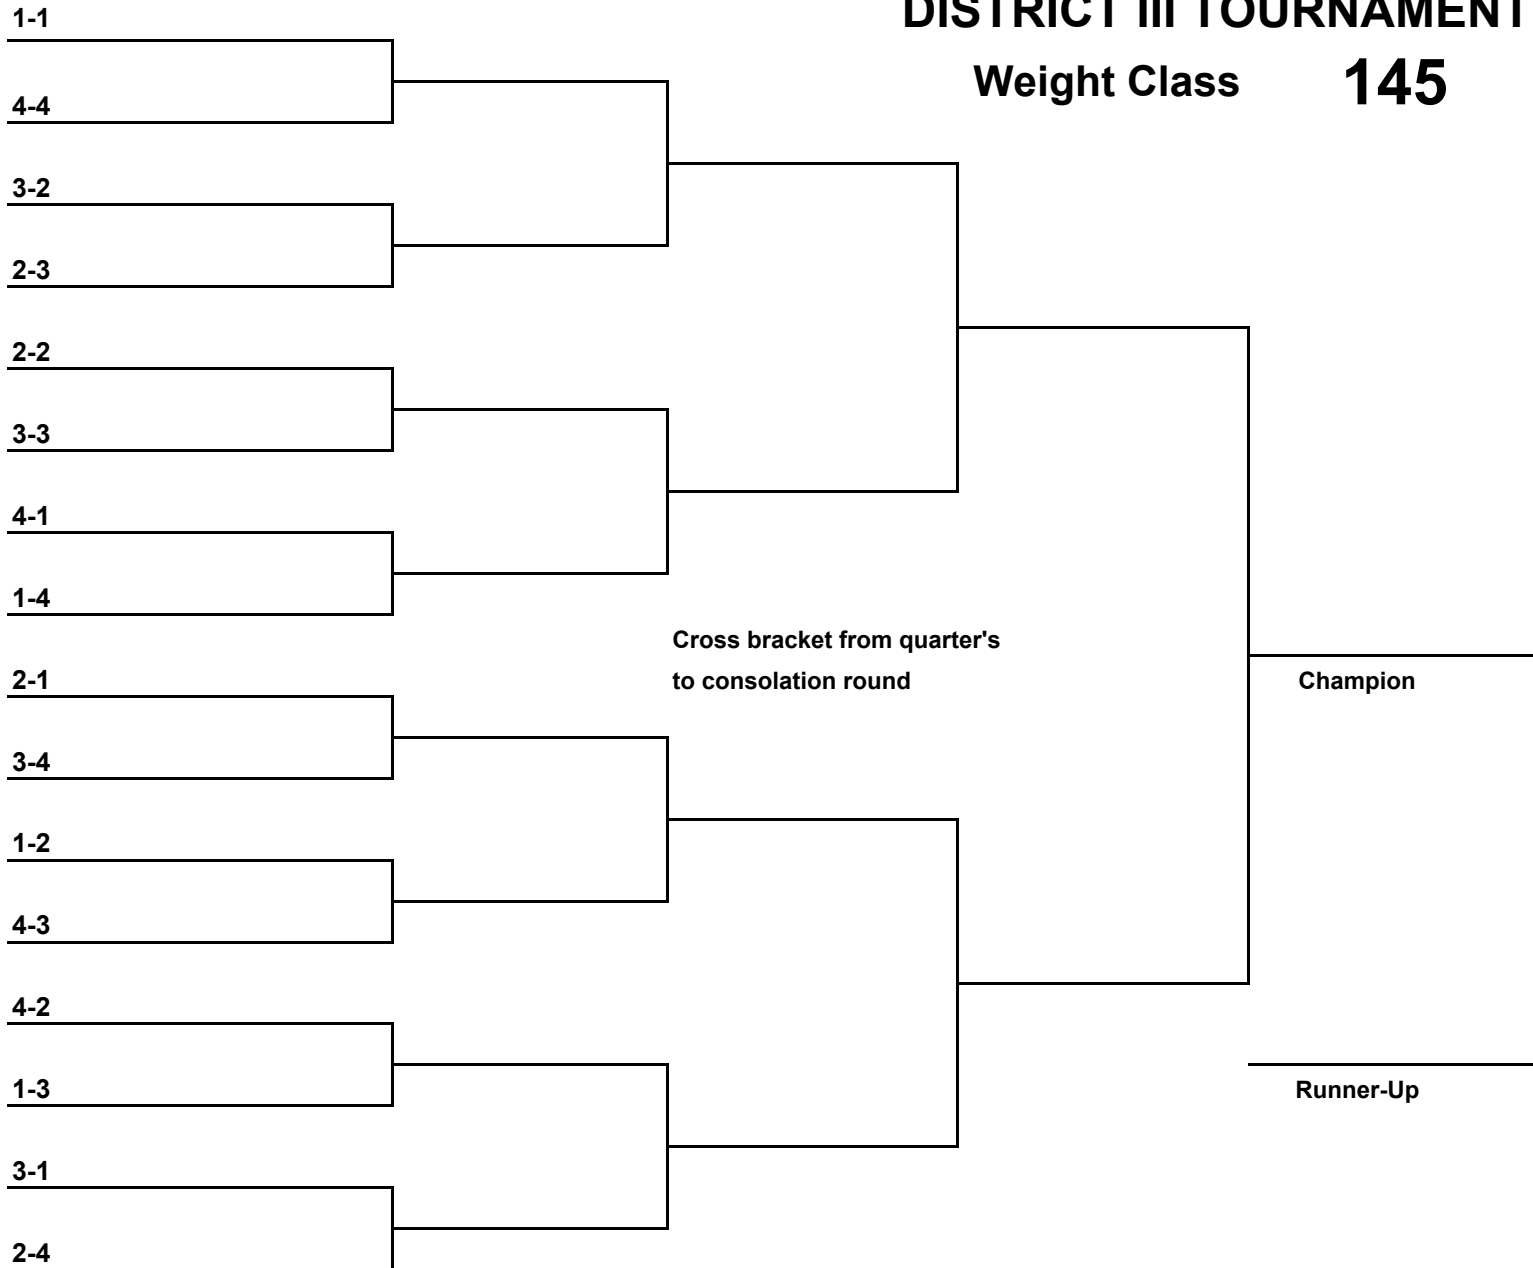 DISTRICT III TOURNAMENT
Weight Class 145
1-1
4-4
3-2
2-3
2-2
3-3
4-1
1-4
Cross bracket from quarter's
to consolation round
2-1
Champion
3-4
1-2
4-3
4-2
1-3
Runner-Up
3-1
2-4